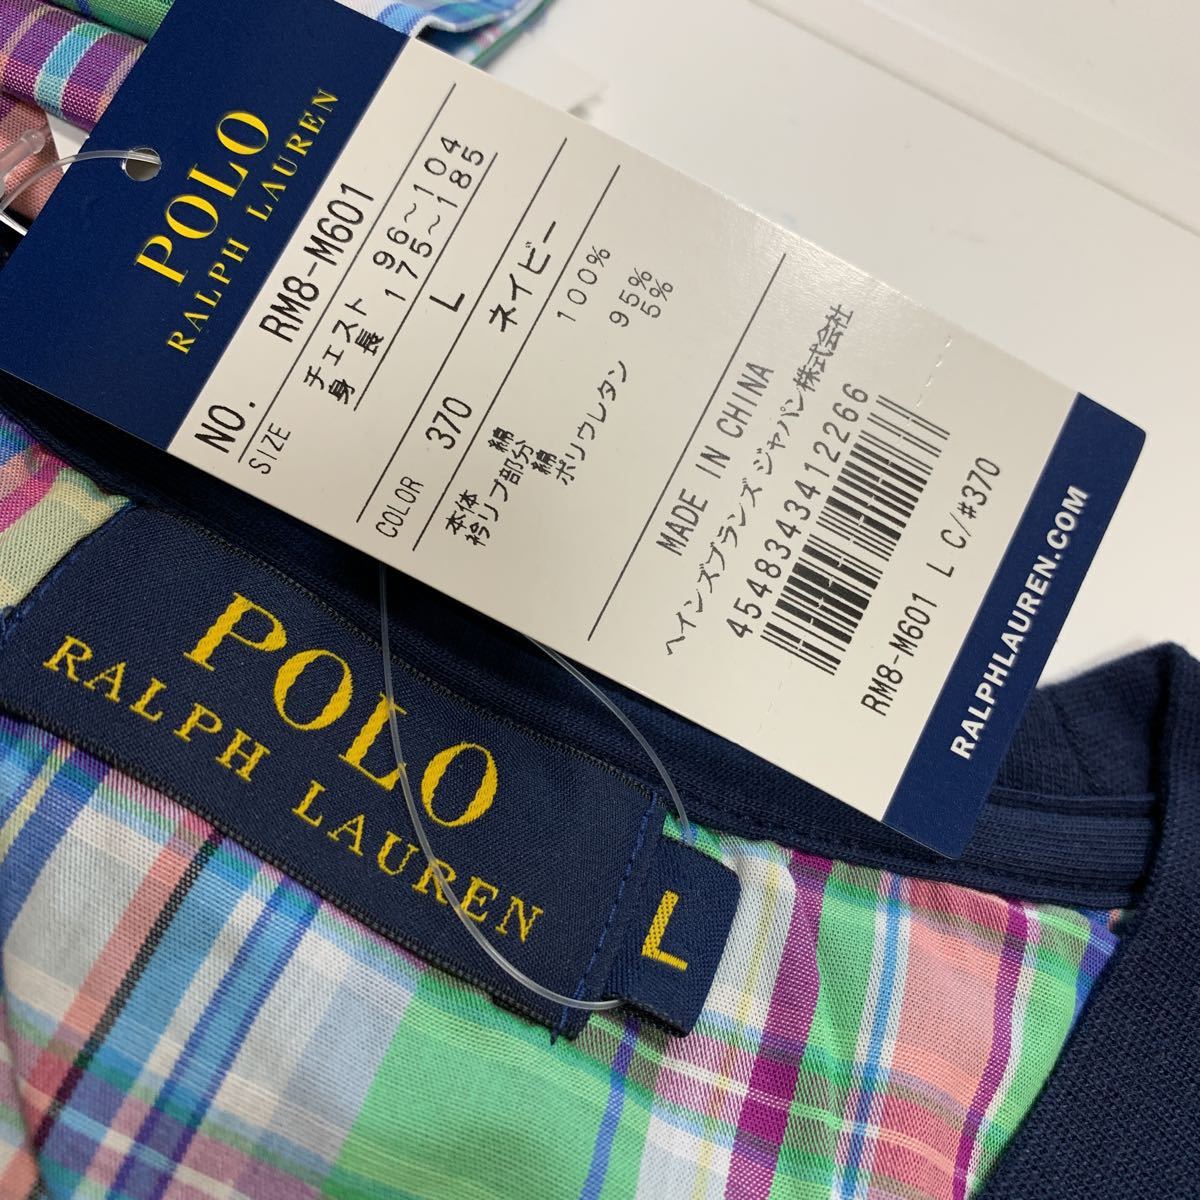 POLO
RALPH LAUREN
NO. RM8-M601
SIZE チェスト 96～104
身長 175～185
L
COLOR 370 ネイビー
本体 綿 100%
衿リブ部分 綿 95%
ポリウレタン 5%
MADE IN CHINA
ヘインズブランズ ジャパン株式会社
4548343412266
RM8-M601 L C/#370
RALPHLAUREN.COM
POLO
RALPH LAUREN
L